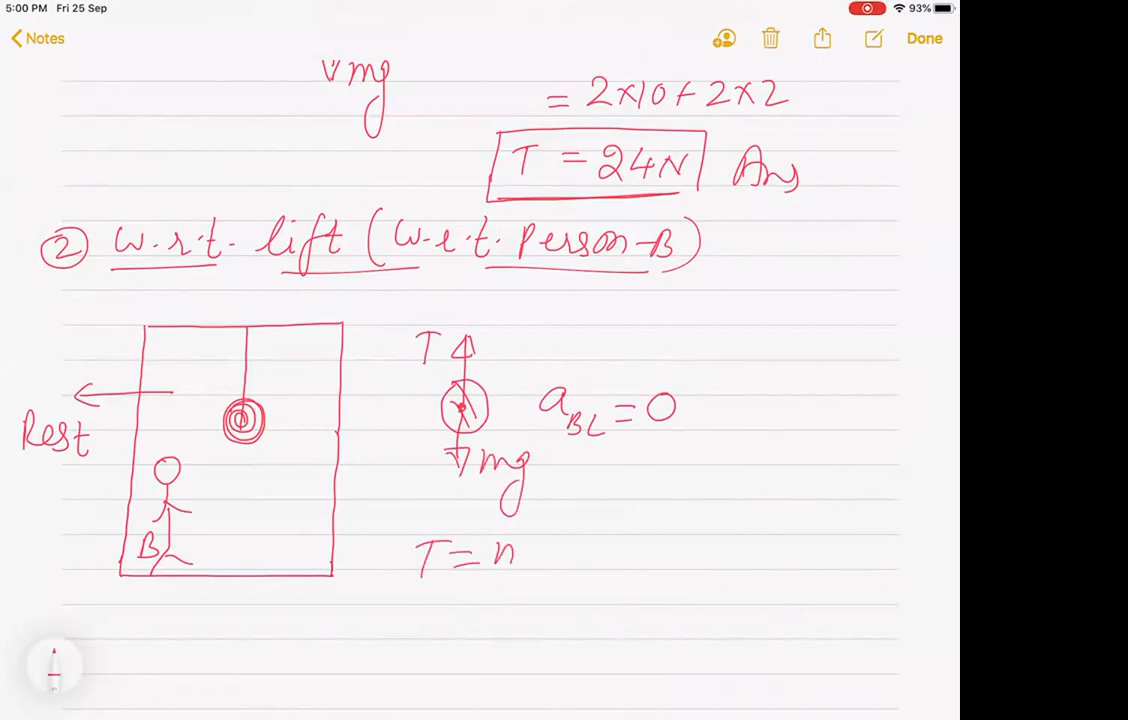 5:00 PM Fri 25 Sep
93%
Notes
Done
mg
= 2×10+2×2
T = 24N Ans
② w.r.t. lift (w.r.t. Person-B)
T
a_BL = 0
Rest
mg
B
T = n